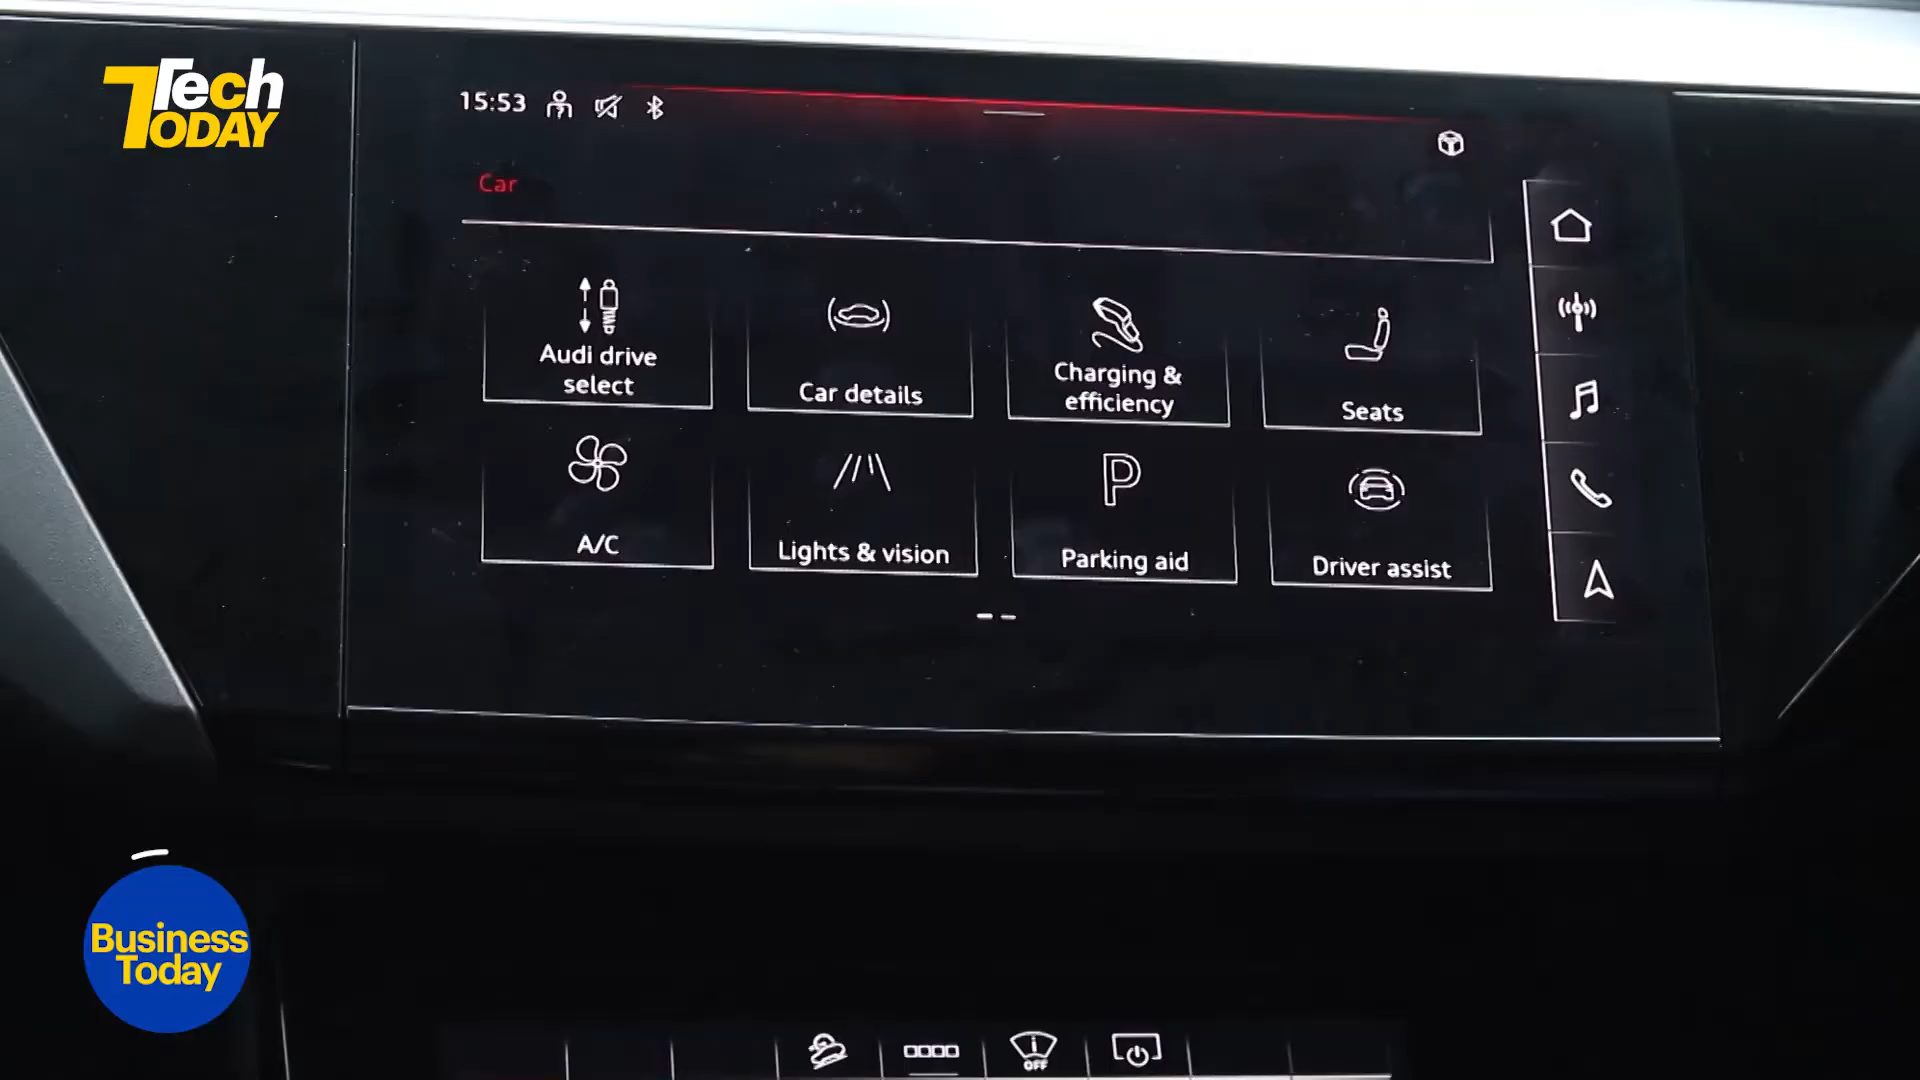 Tech
TODAY
15:53
Car
Audi drive
select
Car details
Charging &
efficiency
Seats
A/C
Lights & vision
P
Parking aid
Driver assist
Business
Today
OFF